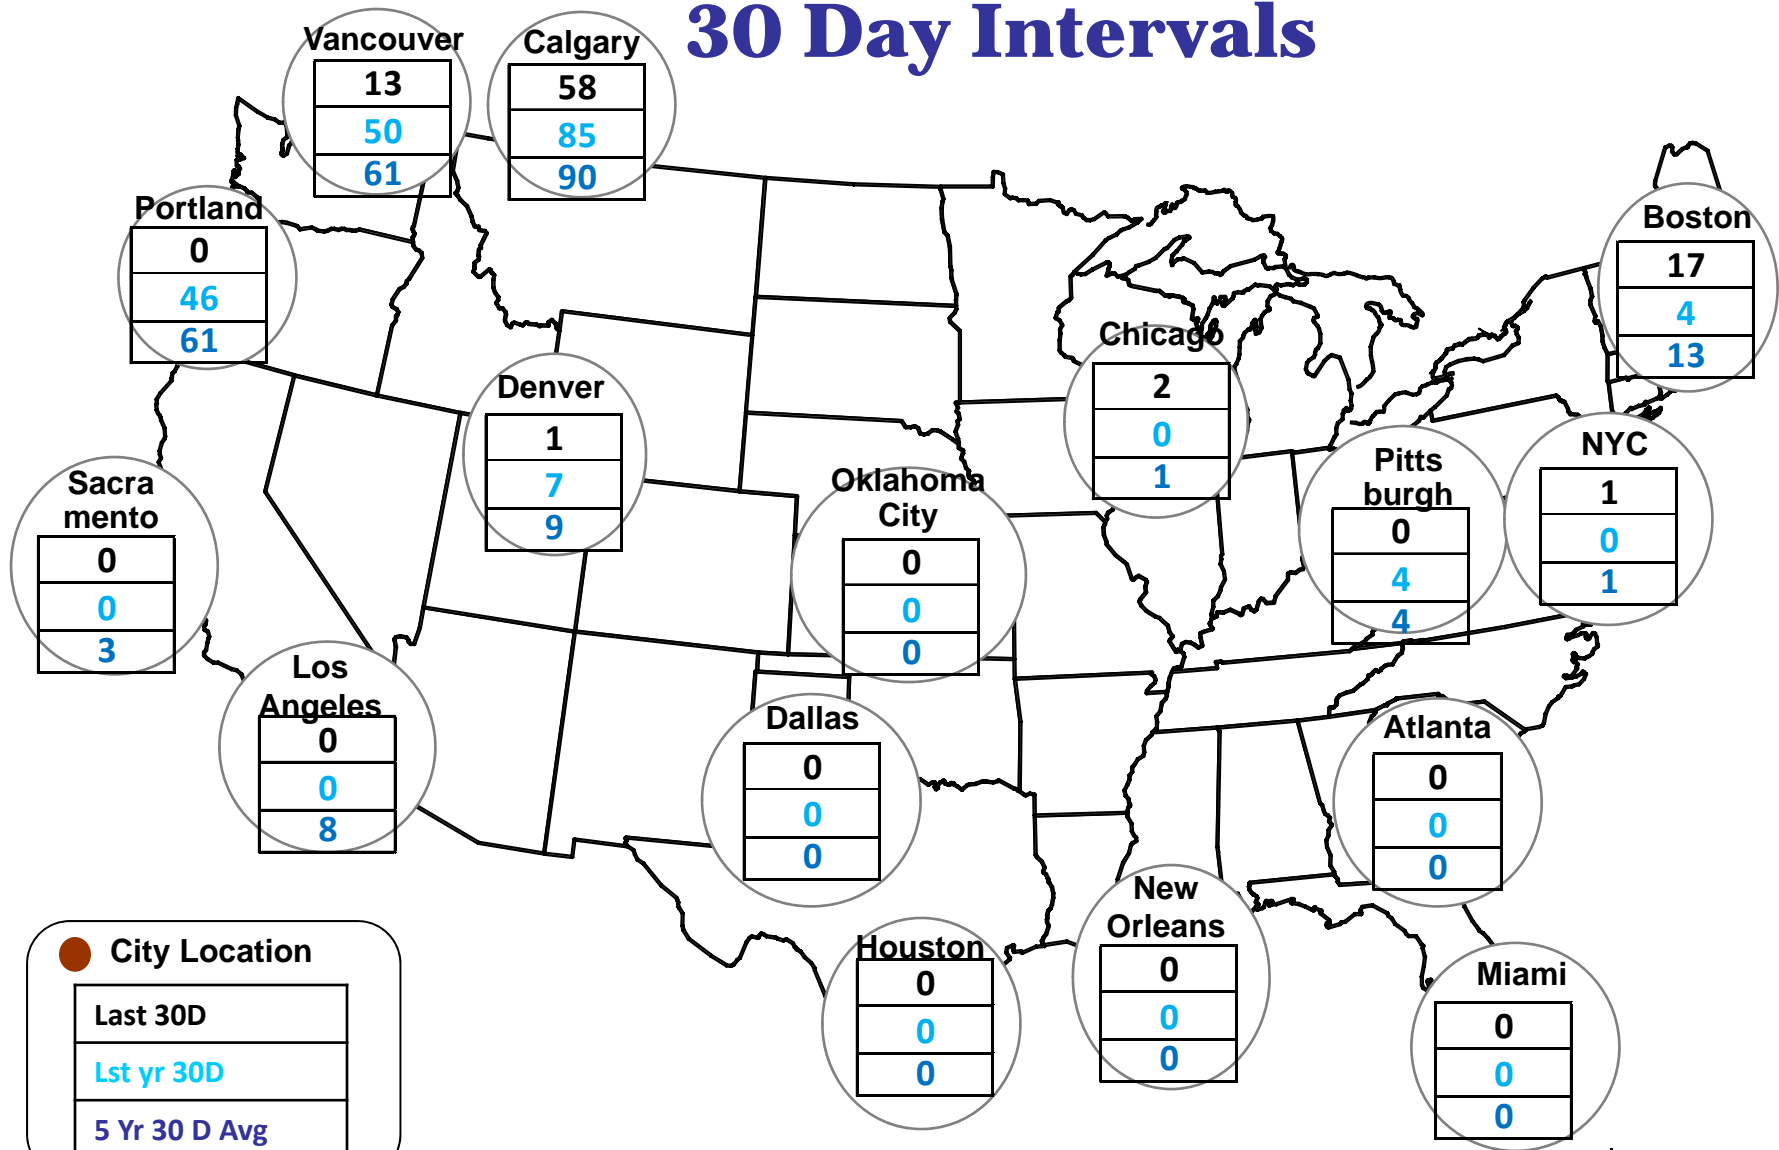 30 Day Intervals
Vancouver
13
50
61
Calgary
58
85
90
Portland
0
46
61
Boston
17
4
13
Chicago
2
0
1
Denver
1
7
9
NYC
1
0
1
Pitts
burgh
0
4
4
Sacra
mento
0
0
3
Oklahoma
City
0
0
0
Los
Angeles
0
0
8
Dallas
0
0
0
Atlanta
0
0
0
New
Orleans
0
0
0
Houston
0
0
0
Miami
0
0
0
City Location
Last 30D
Lst yr 30D
5 Yr 30 D Avg